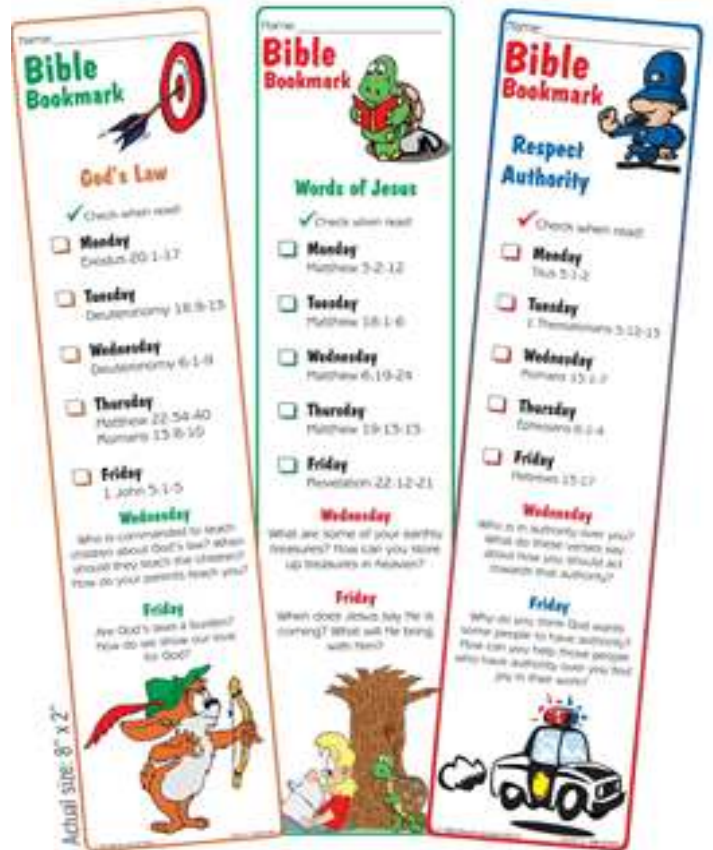 Name:
Bible
Bookmark
God's Law
Check when read!
Monday
Exodus 20:1-17
Tuesday
Deuteronomy
Wednesday
Deuteronomy 6:1-9
Thursday
Matthew 22:34-40
Romans 13:8-10
Friday
1 John 5:1-5
Wednesday
Who is commanded to teach
children about God's law? When
should they teach the children?
How do your parents teach you?
Friday
Are God's laws a burden?
How do we show our love
for God?
Actual size: 8" x 2"
Name:
Bible
Bookmark
Words of Jesus
Check when read!
Monday
Matthew 5:2-12
Tuesday
Matthew 18:1-6
Wednesday
Matthew 6:19-24
Thursday
Matthew 19:13-15
Friday
Revelation 22:12-21
Wednesday
What are some of your earthly
treasures? How can you store
up treasures in heaven?
Friday
When does Jesus say He is
coming? What will He bring
with Him?
Name:
Bible
Bookmark
Respect
Authority
Check when read!
Monday
Titus 3:1-2
Tuesday
1 Thessalonians 5:12-15
Wednesday
Romans 13:1-7
Thursday
Ephesians 6:1-4
Friday
Hebrews 13:17
Wednesday
Who is in authority over you?
What do these verses say
about how you should act
towards that authority?
Friday
Why do you think God wants
some people to have authority?
How can you help those people
who have authority over you find
joy in their work?